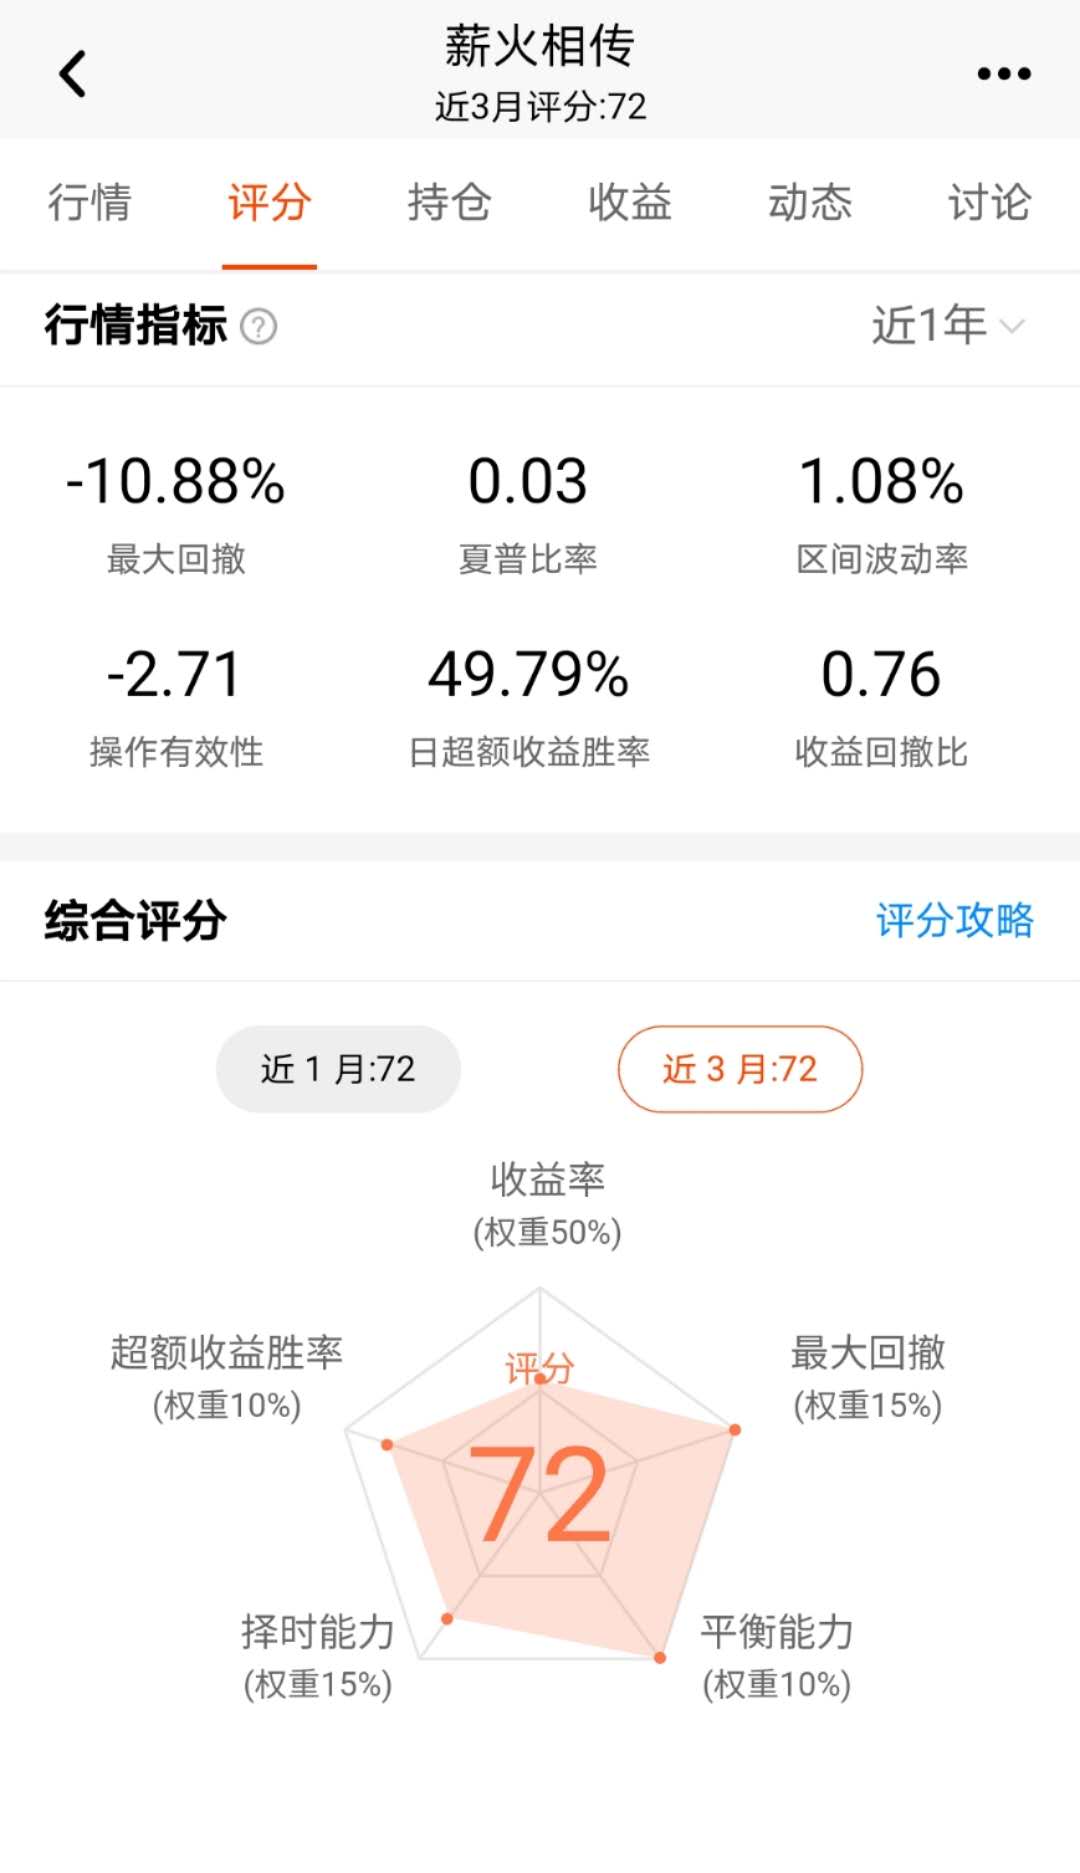 薪火相传
近3月评分:72
行情 评分 持仓 收益 动态 讨论
行情指标 ? 近1年
-10.88% 0.03 1.08%
最大回撤 夏普比率 区间波动率
-2.71 49.79% 0.76
操作有效性 日超额收益胜率 收益回撤比
综合评分 评分攻略
近 1 月:72 近 3 月:72
收益率
(权重50%)
超额收益胜率 最大回撤
(权重10%) (权重15%)
评分
72
择时能力 平衡能力
(权重15%) (权重10%)